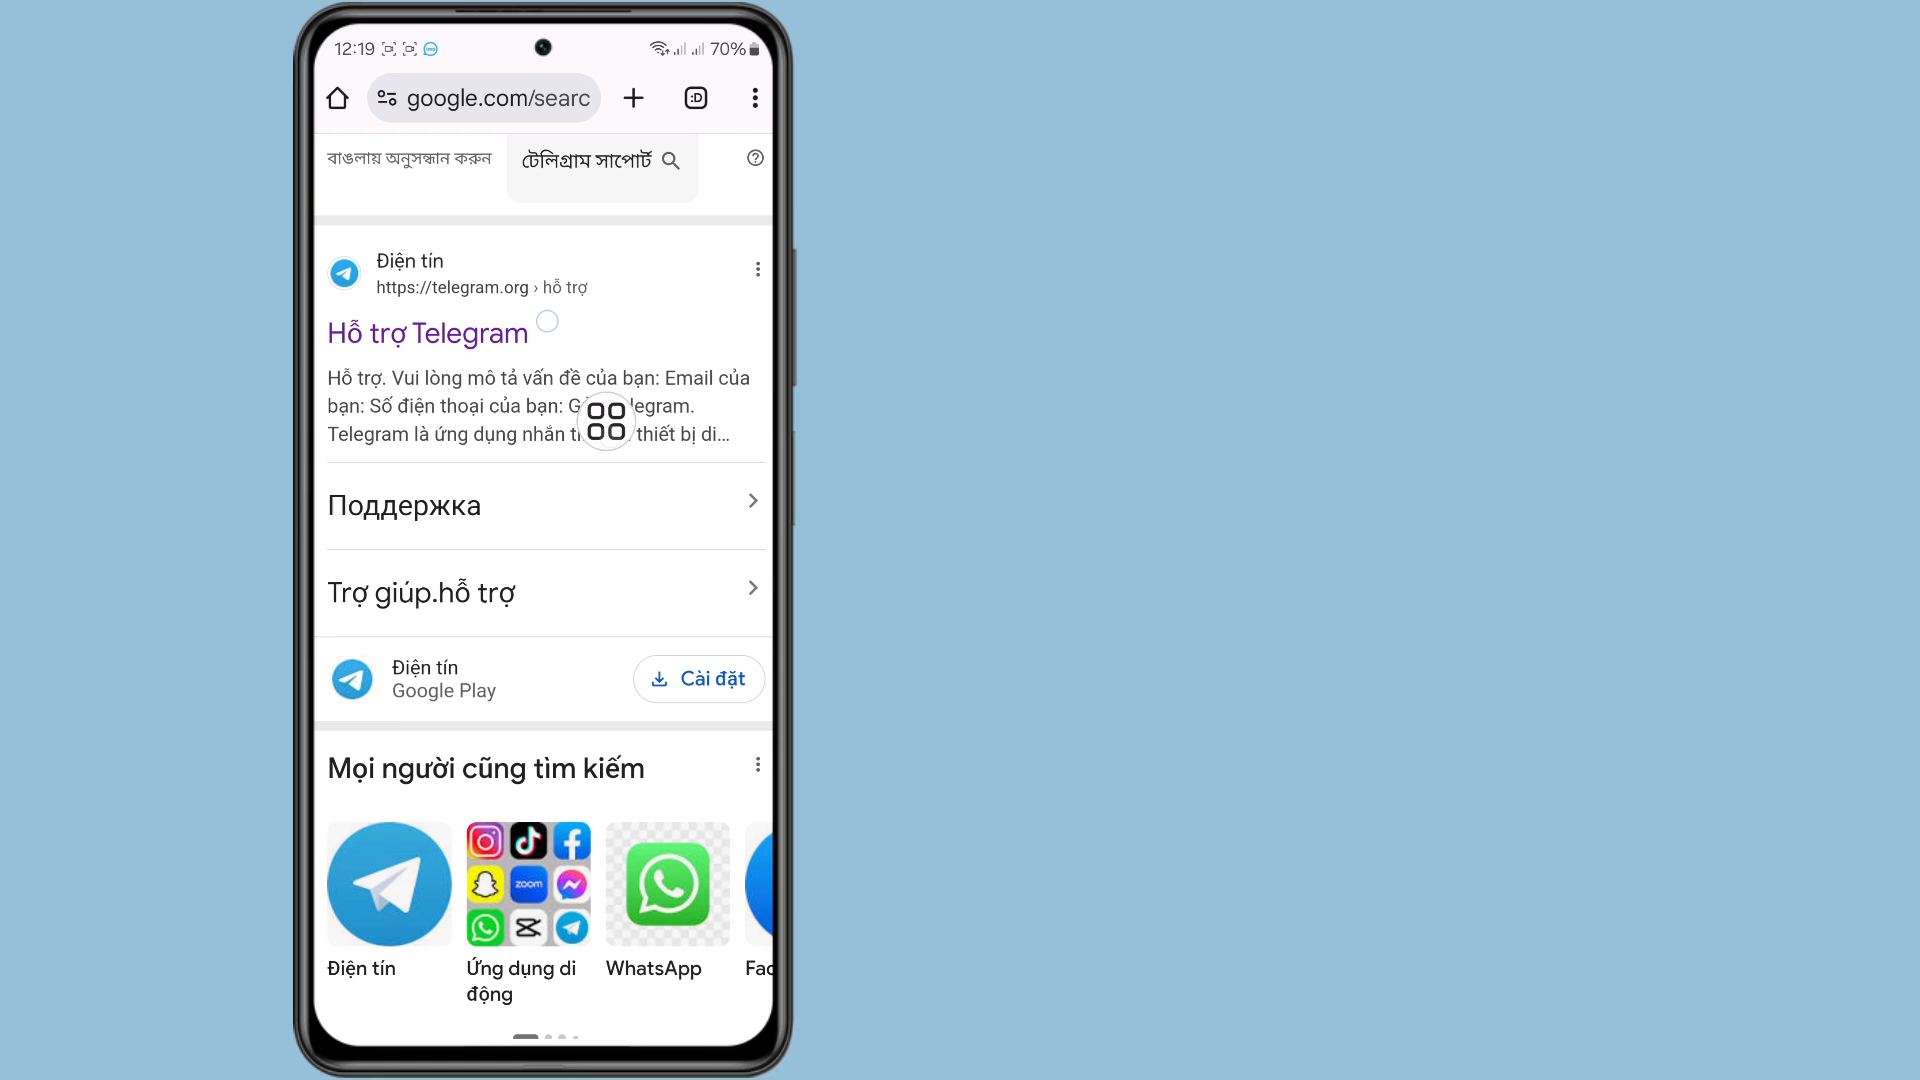 12:19
70%
google.com/searc
:D
বাঙলায় অনুসন্ধান করুন
টেলিগ্রাম সাপোর্ট
Điện tín
https://telegram.org › hỗ trợ
Hỗ trợ Telegram
Hỗ trợ. Vui lòng mô tả vấn đề của bạn: Email của
bạn: Số điện thoại của bạn: legram.
Telegram là ứng dụng nhắn thiết bị di...
Поддержка
Trợ giúp.hỗ trợ
Điện tín
Google Play
Cài đặt
Mọi người cũng tìm kiếm
zoom
Điện tín
Ứng dụng di
động
WhatsApp
Fac